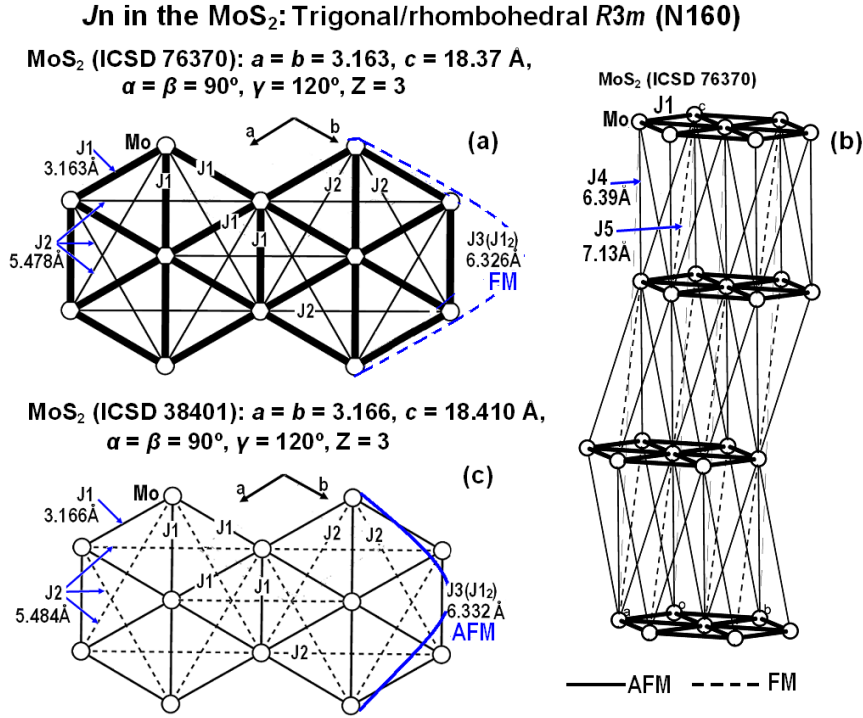 Jn in the MoS2: Trigonal/rhombohedral R3m (N160)
MoS2 (ICSD 76370): a = b = 3.163, c = 18.37 Å,
α = β = 90º, γ = 120º, Z = 3
(a)
J1
3.163Å
Mo
a
b
J1
J1
J1
J1
J2
J2
J2
J2
5.478Å
J3(J1₂)
6.326Å
FM
MoS2 (ICSD 76370)
(b)
Mo
J1
c
J4
6.39Å
J5
7.13Å
a
c
b
AFM
FM
MoS2 (ICSD 38401): a = b = 3.166, c = 18.410 Å,
α = β = 90º, γ = 120º, Z = 3
(c)
J1
3.166Å
Mo
a
b
J1
J1
J1
J1
J2
J2
J2
J2
5.484Å
J3(J1₂)
6.332 Å
AFM